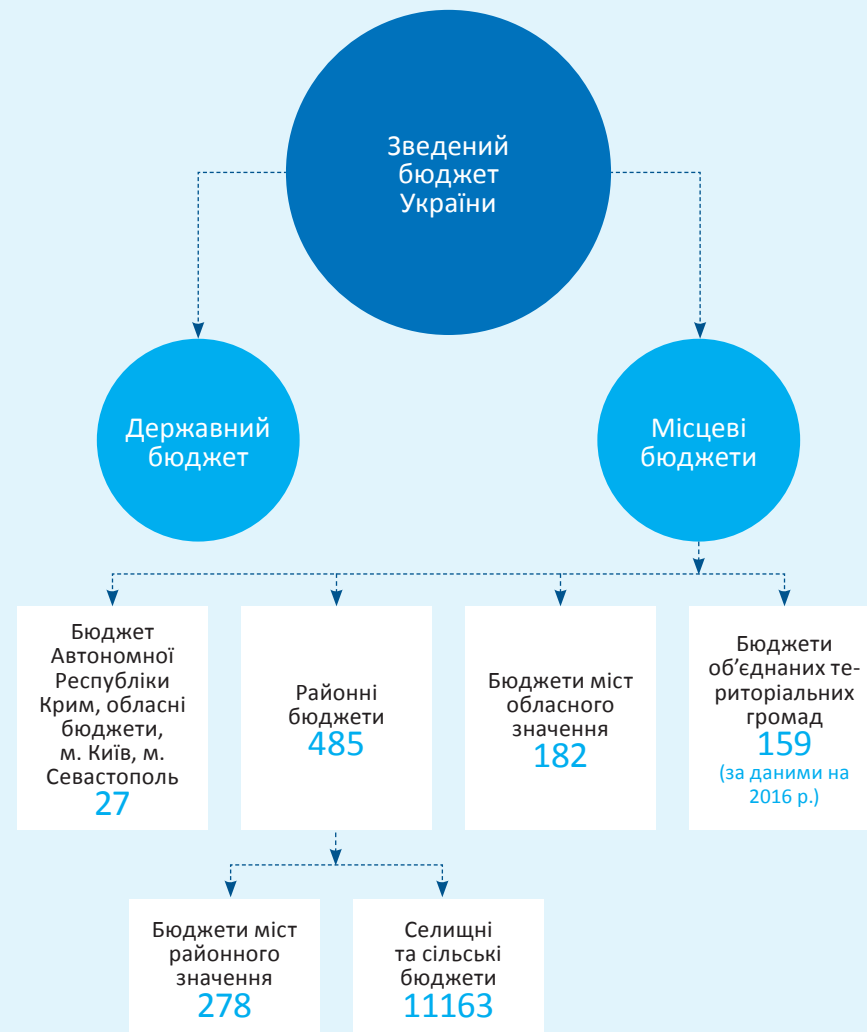 Зведений
бюджет
України
Державний
бюджет
Місцеві
бюджети
Бюджет
Автономної
Республіки
Крим, обласні
бюджети,
м. Київ, м.
Севастополь
27
Районні
бюджети
485
Бюджети міст
обласного
значення
182
Бюджети
об’єднаних те-
риторіальних
громад
159
(за даними на
2016 р.)
Бюджети міст
районного
значення
278
Селищні
та сільські
бюджети
11163